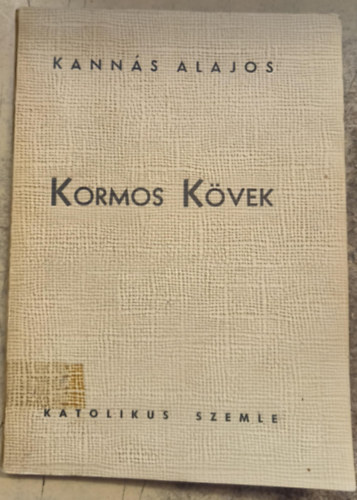 KANNÁS ALAJOS
KORMOS KÖVEK
KATOLIKUS SZEMLE